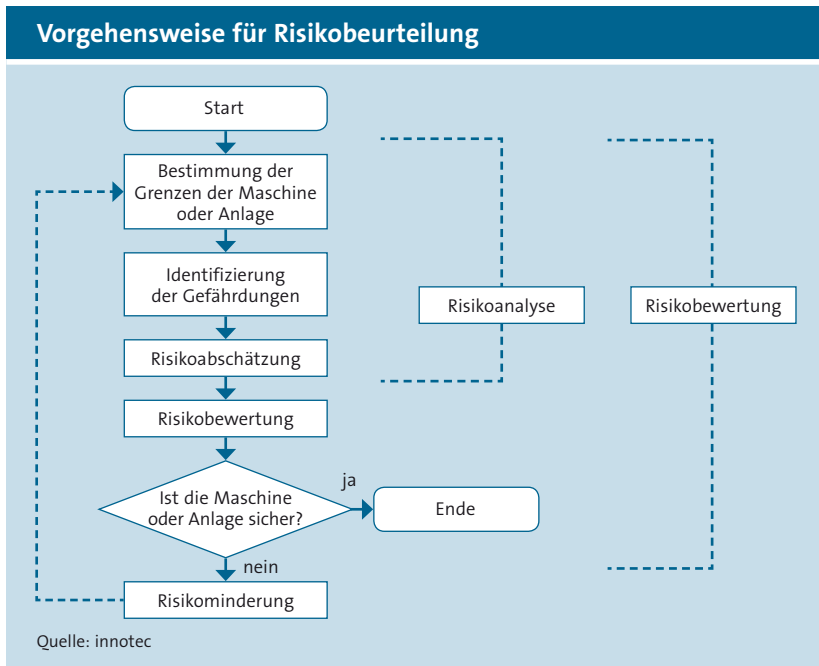 Vorgehensweise für Risikobeurteilung
Start
Bestimmung der
Grenzen der Maschine
oder Anlage
Identifizierung
der Gefährdungen
Risikoabschätzung
Risikobewertung
Ist die Maschine
oder Anlage sicher?
ja
Ende
nein
Risikominderung
Risikoanalyse
Risikobewertung
Quelle: innotec